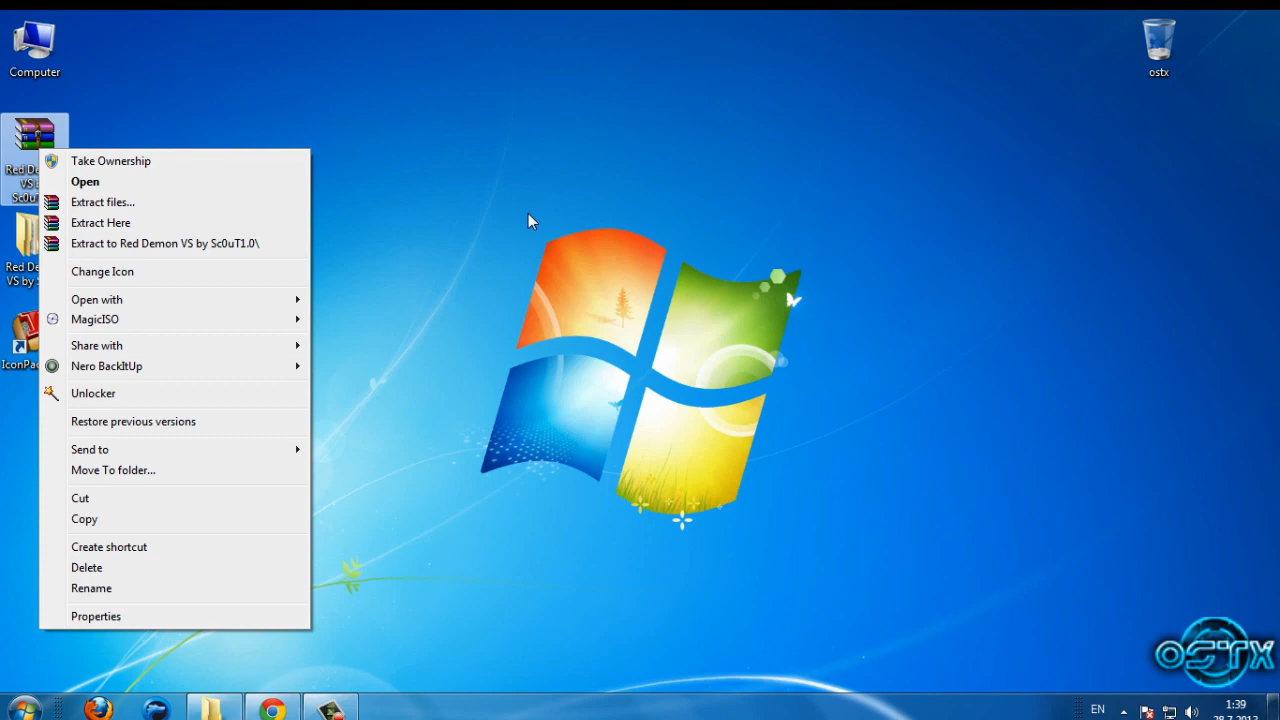 Computer
ostx
Red De
VS
Sc0u
Take Ownership
Open
Extract files...
Extract Here
Extract to Red Demon VS by Sc0uT1.0\
Change Icon
Open with
MagicISO
Share with
Nero BackItUp
Unlocker
Restore previous versions
Send to
Move To folder...
Cut
Copy
Create shortcut
Delete
Rename
Properties
Red De
VS by S
IconPac
OSTX
EN
1:39
28.7.2013